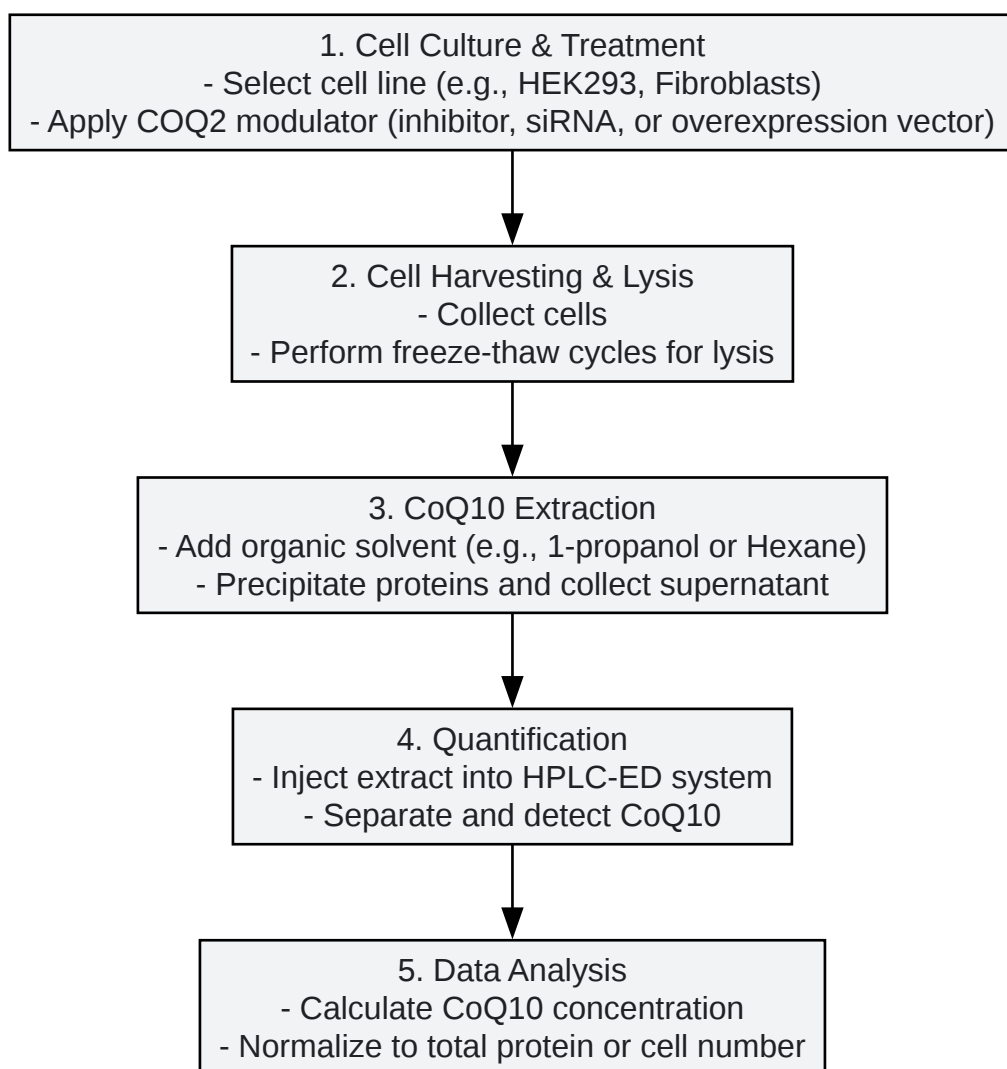 1. Cell Culture & Treatment
- Select cell line (e.g., HEK293, Fibroblasts)
- Apply COQ2 modulator (inhibitor, siRNA, or overexpression vector)
2. Cell Harvesting & Lysis
- Collect cells
- Perform freeze-thaw cycles for lysis
3. CoQ10 Extraction
- Add organic solvent (e.g., 1-propanol or Hexane)
- Precipitate proteins and collect supernatant
4. Quantification
- Inject extract into HPLC-ED system
- Separate and detect CoQ10
5. Data Analysis
- Calculate CoQ10 concentration
- Normalize to total protein or cell number